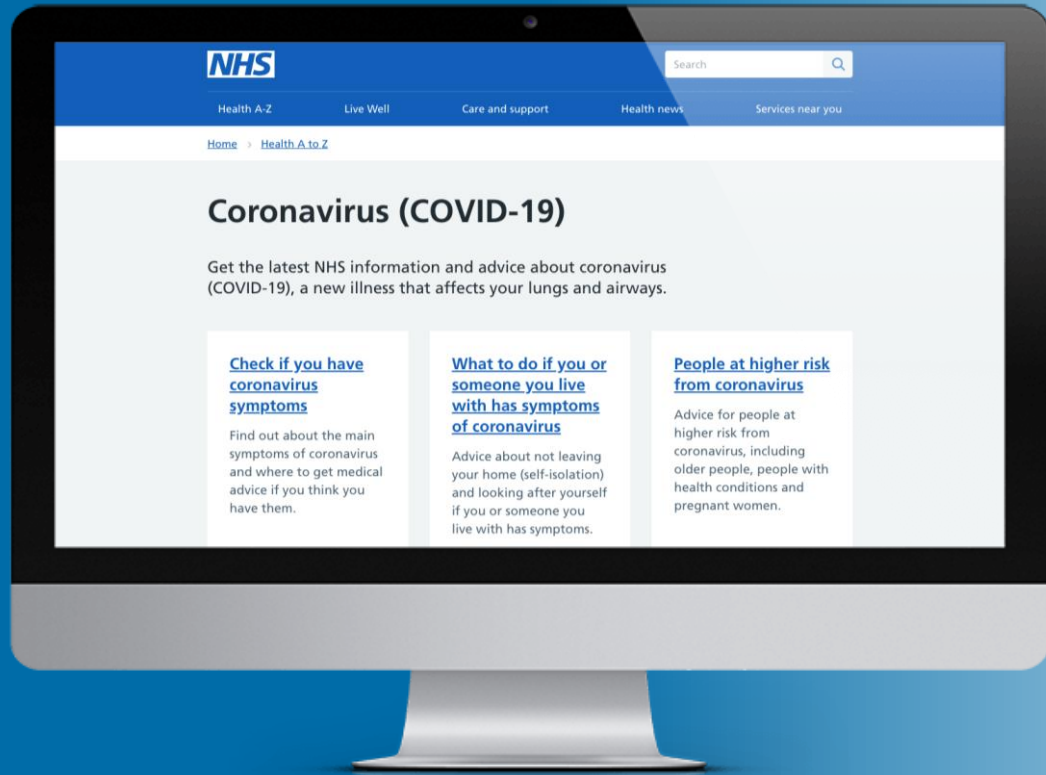 NHS
Search
Health A-Z Live Well Care and support Health news Services near you
Home > Health A to Z
Coronavirus (COVID-19)
Get the latest NHS information and advice about coronavirus
(COVID-19), a new illness that affects your lungs and airways.
Check if you have
coronavirus
symptoms
Find out about the main
symptoms of coronavirus
and where to get medical
advice if you think you
have them.
What to do if you or
someone you live
with has symptoms
of coronavirus
Advice about not leaving
your home (self-isolation)
and looking after yourself
if you or someone you
live with has symptoms.
People at higher risk
from coronavirus
Advice for people at
higher risk from
coronavirus, including
older people, people with
health conditions and
pregnant women.